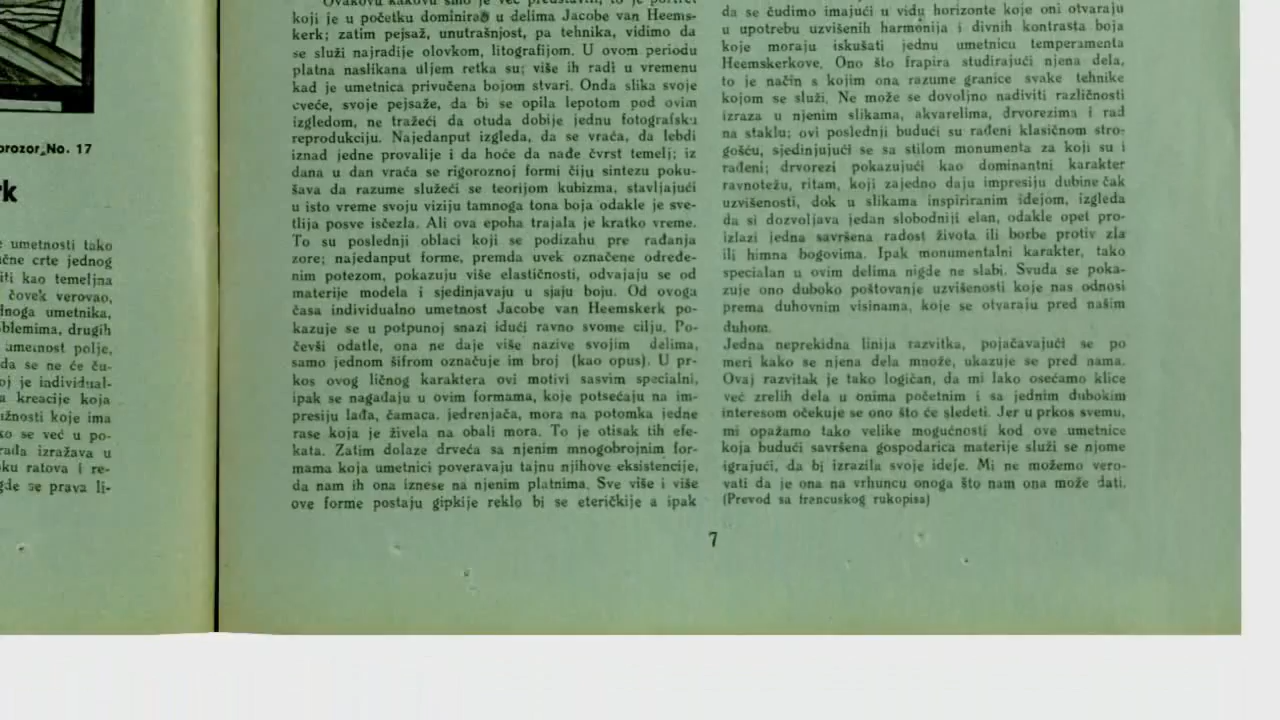 prozor_No. 17
rk
e umetnosti tako
ične crte jednog
iti kao temeljna
čovek verovao,
dnoga umetnika,
oblemima, drugih
umetnost polje,
da se ne će ču-
oj je individual-
a kreacije koja
ižnosti koje ima
ko se već u po-
rada izražava u
ku ratova i re-
gde se prava li-
Ovakovu kakovu smo je već predstavili, to je portret
koji je u početku dominirao u delima Jacobe van Heems-
kerk; zatim pejsaž, unutrašnjost, pa tehnika, vidimo da
se služi najradije olovkom, litografijom. U ovom periodu
platna naslikana uljem retka su; više ih radi u vremenu
kad je umetnica privučena bojom stvari. Onda slika svoje
cveće, svoje pejsaže, da bi se opila lepotom pod ovim
izgledom, ne tražeći da otuda dobije jednu fotografsku
reprodukciju. Najedanput izgleda, da se vraća, da lebdi
iznad jedne provalije i da hoće da nađe čvrst temelj; iz
dana u dan vraća se rigoroznoj formi čiju sintezu poku-
šava da razume služeći se teorijom kubizma, stavljajući
u isto vreme svoju viziju tamnoga tona boja odakle je sve-
tlija posve isčezla. Ali ova epoha trajala je kratko vreme.
To su poslednji oblaci koji se podizahu pre rađanja
zore; najedanput forme, premda uvek označene određe-
nim potezom, pokazuju više elastičnosti, odvajaju se od
materije modela i sjedinjavaju u sjaju boju. Od ovoga
časa individualno umetnost Jacobe van Heemskerk po-
kazuje se u potpunoj snazi idući ravno svome cilju. Po-
čevši odatle, ona ne daje više nazive svojim delima,
samo jednom šifrom označuje im broj (kao opus). U pr-
kos ovog ličnog karaktera ovi motivi sasvim specialni,
ipak se nagađaju u ovim formama, koje potsećaju na im-
presiju lađa, čamaca. jedrenjača, mora na potomka jedne
rase koja je živela na obali mora. To je otisak tih efe-
kata. Zatim dolaze drveća sa njenim mnogobrojnim for-
mama koja umetnici poveravaju tajnu njihove eksistencije,
da nam ih ona iznese na njenim platnima. Sve više i više
ove forme postaju gipkije reklo bi se eteričkije a ipak
da se čudimo imajući u vidu horizonte koje oni otvaraju
u upotrebu uzvišenih harmonija i divnih kontrasta boja
koje moraju iskušati jednu umetnicu temperamenta
Heemskerkove. Ono što frapira studirajući njena dela,
to je način s kojim ona razume granice svake tehnike
kojom se služi. Ne može se dovoljno nadiviti različnosti
izraza u njenim slikama, akvarelima, drvorezima i rad
na staklu; ovi poslednji budući su rađeni klasičnom stro-
gošću, sjedinjujući se sa stilom monumenta za koji su i
rađeni; drvorezi pokazujući kao dominantni karakter
ravnotežu, ritam, koji zajedno daju impresiju dubine čak
uzvišenosti, dok u slikama inspiriranim idejom, izgleda
da si dozvoljava jedan slobodniji elan, odakle opet pro-
izlazi jedna savršena radost života ili borbe protiv zla
ili himna bogovima. Ipak monumentalni karakter, tako
specialan u ovim delima nigde ne slabi. Svuda se poka-
zuje ono duboko poštovanje uzvišenosti koje nas odnosi
prema duhovnim visinama, koje se otvaraju pred našim
duhom.
Jedna neprekidna linija razvitka, pojačavajući se po
meri kako se njena dela množe, ukazuje se pred nama.
Ovaj razvitak je tako logičan, da mi lako osećamo klice
već zrelih dela u onima početnim i sa jednim dubokim
interesom očekuje se ono što će slediti. Jer u prkos svemu,
mi opažamo tako velike mogućnosti kod ove umetnice
koja budući savršena gospodarica materije služi se njome
igrajući, da bi izrazila svoje ideje. Mi ne možemo vero-
vati da je ona na vrhuncu onoga što nam ona može dati.
(Prevod sa francuskog rukopisa)
7